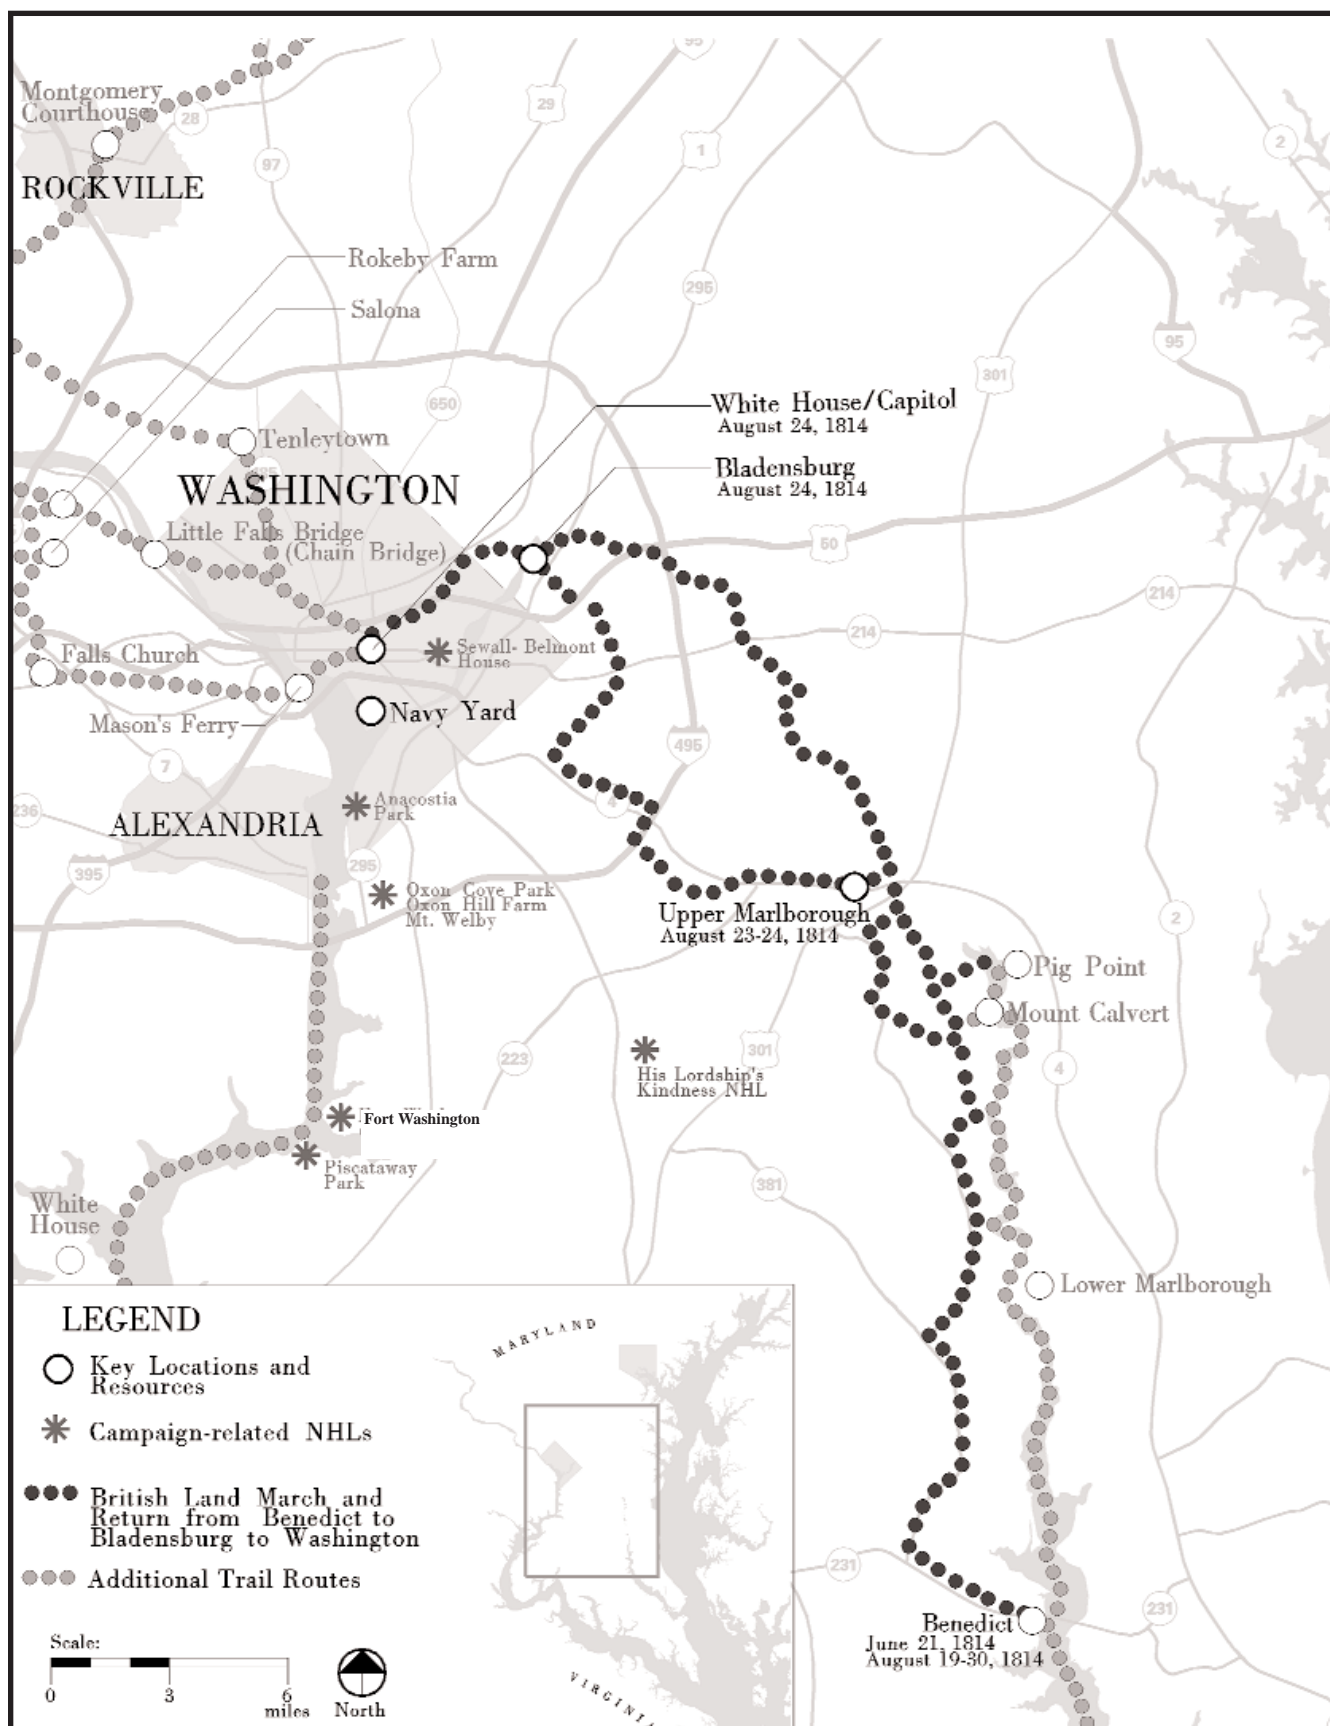 95
Montgomery
Courthouse
28
29
1
2
97
ROCKVILLE
Rokeby Farm
295
Salona
95
301
650
White House/Capitol
August 24, 1814
Tenleytown
Bladensburg
August 24, 1814
WASHINGTON
Little Falls Bridge
(Chain Bridge)
50
214
214
Sewall- Belmont
House
Falls Church
Navy Yard
Mason's Ferry
495
7
4
236
Anacostia
Park
ALEXANDRIA
395
295
Oxon Cove Park
Oxon Hill Farm
Mt. Welby
Upper Marlborough
August 23-24, 1814
2
Pig Point
Mount Calvert
223
301
4
His Lordship's
Kindness NHL
Fort Washington
Piscataway
Park
381
White
House
Lower Marlborough
LEGEND
Key Locations and
Resources
Campaign-related NHLs
British Land March and
Return from Benedict to
Bladensburg to Washington
Additional Trail Routes
Scale:
0 3 6
miles
North
MARYLAND
VIRGINIA
231
231
Benedict
June 21, 1814
August 19-30, 1814